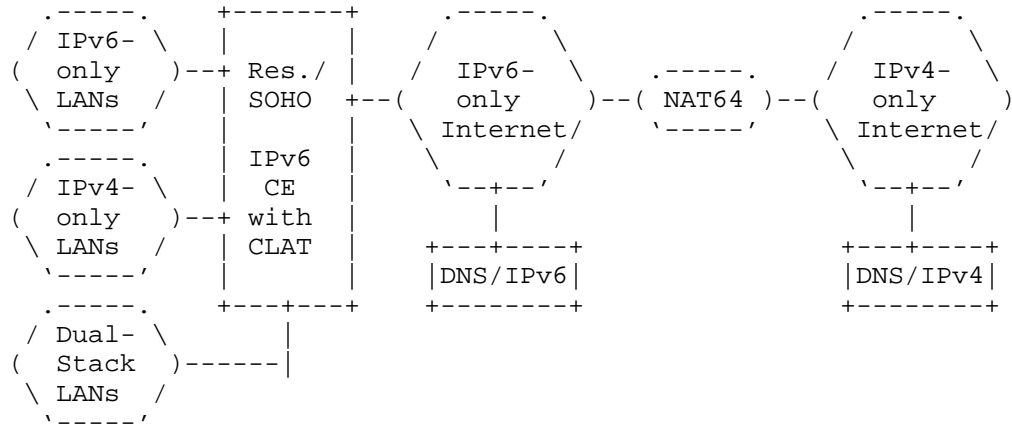 IPv6-
only
LANs
IPv4-
only
LANs
Dual-
Stack
LANs
Res./
SOHO
IPv6
CE
with
CLAT
IPv6-
only
Internet
DNS/IPv6
NAT64
IPv4-
only
Internet
DNS/IPv4